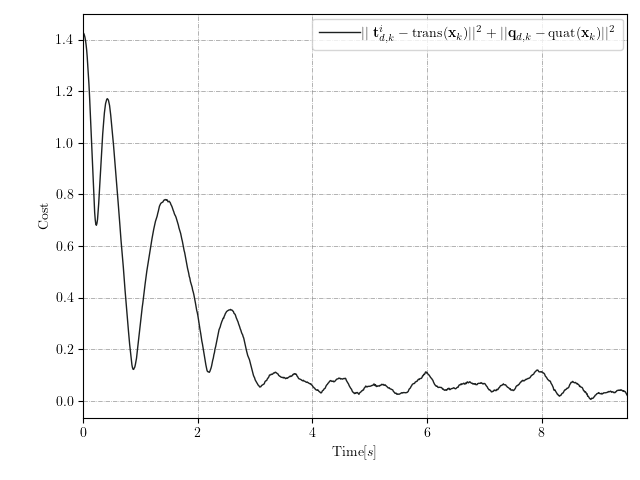 || t^i_{d,k} − trans(x_k)||^2 + ||q_{d,k} − quat(x_k)||^2
1.4
1.2
1.0
0.8
0.6
0.4
0.2
0.0
Cost
0 2 4 6 8
Time[s]